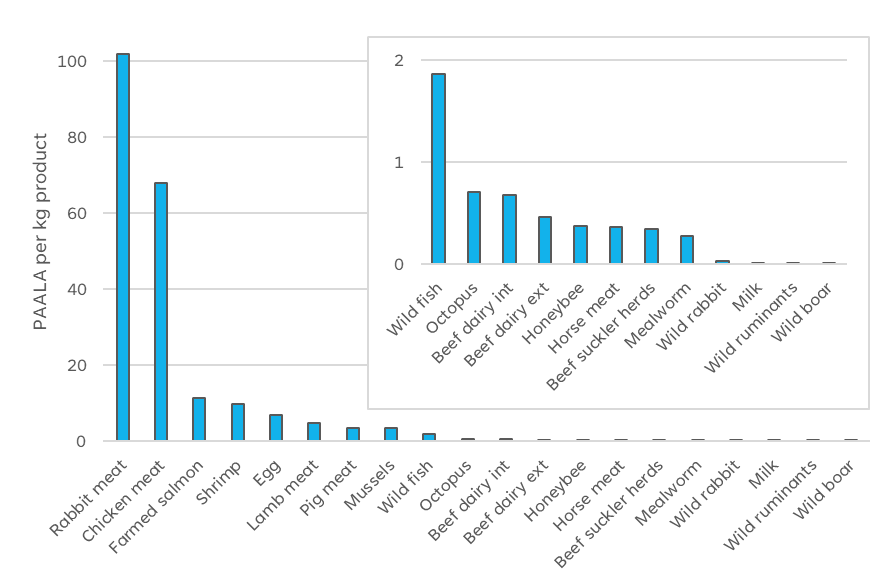 PAALA per kg product
100
80
60
40
20
0
Rabbit meat
Chicken meat
Farmed salmon
Shrimp
Egg
Lamb meat
Pig meat
Mussels
Wild fish
Octopus
Beef dairy int
Beef dairy ext
Honeybee
Horse meat
Beef suckler herds
Mealworm
Wild rabbit
Milk
Wild ruminants
Wild boar
2
1
0
Wild fish
Octopus
Beef dairy int
Beef dairy ext
Honeybee
Horse meat
Beef suckler herds
Mealworm
Wild rabbit
Milk
Wild ruminants
Wild boar